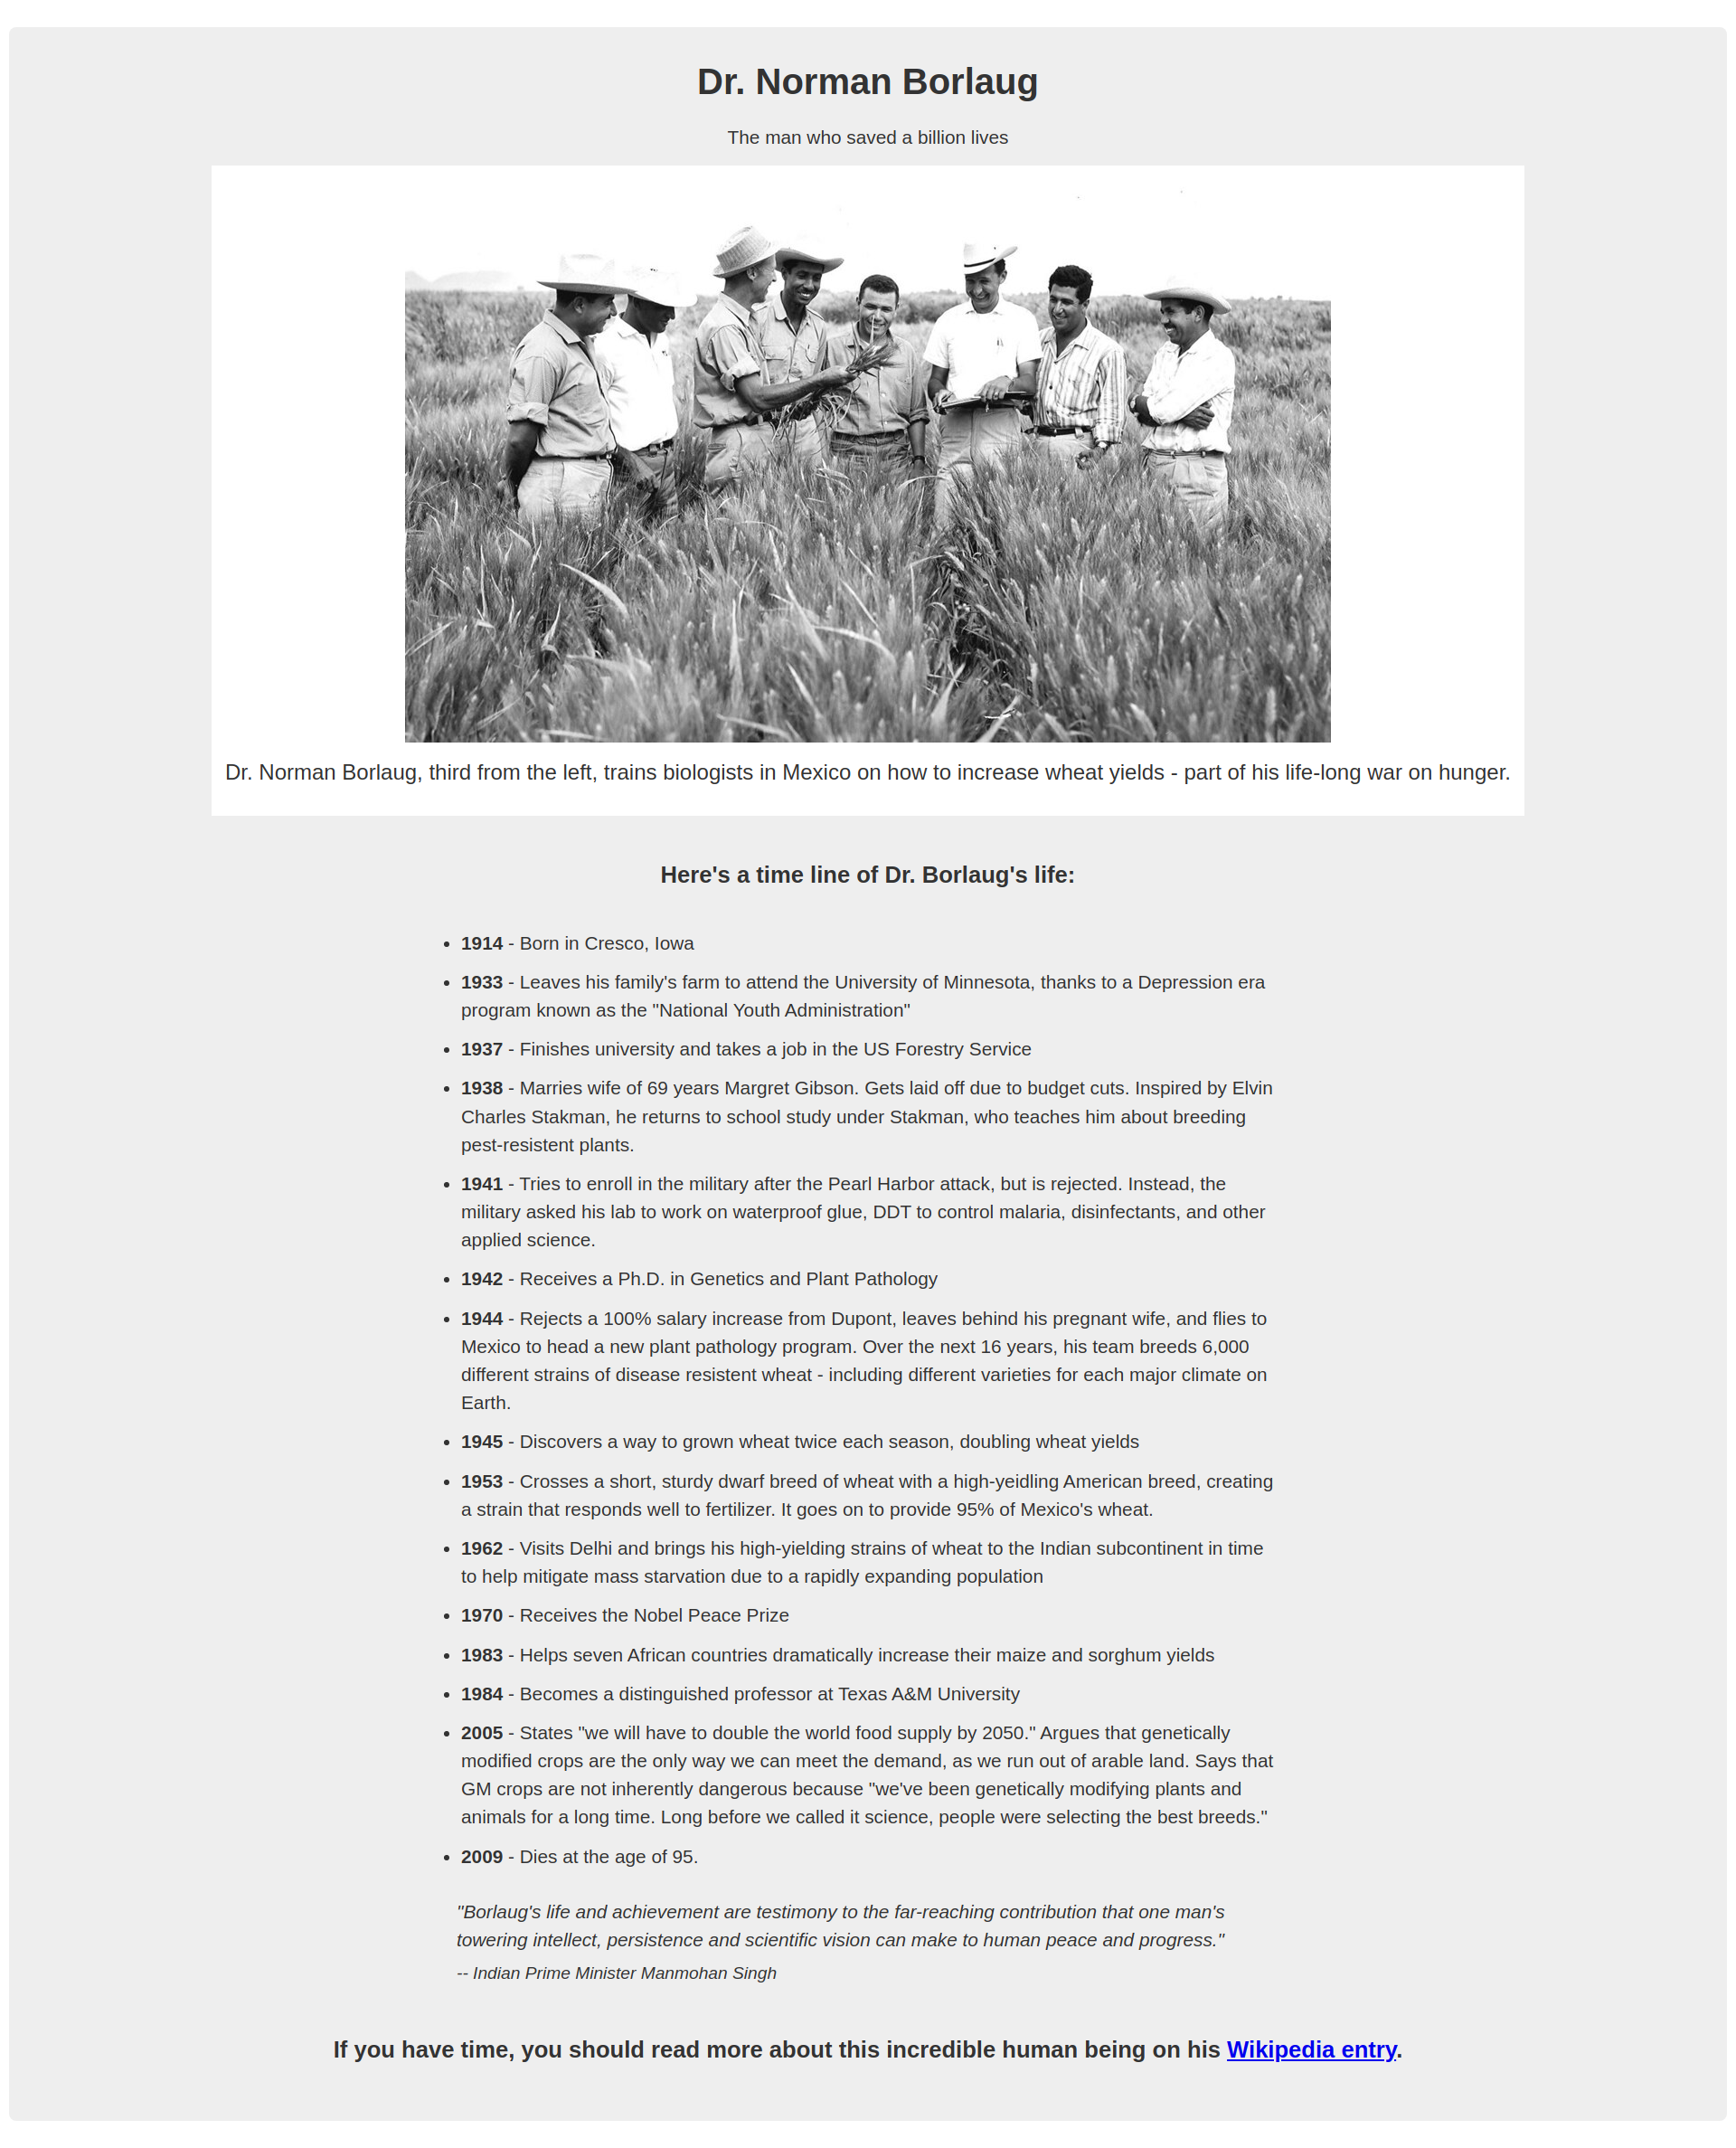 Dr. Norman Borlaug
The man who saved a billion lives
Dr. Norman Borlaug, third from the left, trains biologists in Mexico on how to increase wheat yields - part of his life-long war on hunger.
Here's a time line of Dr. Borlaug's life:
• 1914 - Born in Cresco, Iowa
• 1933 - Leaves his family's farm to attend the University of Minnesota, thanks to a Depression era
program known as the "National Youth Administration"
• 1937 - Finishes university and takes a job in the US Forestry Service
• 1938 - Marries wife of 69 years Margret Gibson. Gets laid off due to budget cuts. Inspired by Elvin
Charles Stakman, he returns to school study under Stakman, who teaches him about breeding
pest-resistent plants.
• 1941 - Tries to enroll in the military after the Pearl Harbor attack, but is rejected. Instead, the
military asked his lab to work on waterproof glue, DDT to control malaria, disinfectants, and other
applied science.
• 1942 - Receives a Ph.D. in Genetics and Plant Pathology
• 1944 - Rejects a 100% salary increase from Dupont, leaves behind his pregnant wife, and flies to
Mexico to head a new plant pathology program. Over the next 16 years, his team breeds 6,000
different strains of disease resistent wheat - including different varieties for each major climate on
Earth.
• 1945 - Discovers a way to grown wheat twice each season, doubling wheat yields
• 1953 - Crosses a short, sturdy dwarf breed of wheat with a high-yeidling American breed, creating
a strain that responds well to fertilizer. It goes on to provide 95% of Mexico's wheat.
• 1962 - Visits Delhi and brings his high-yielding strains of wheat to the Indian subcontinent in time
to help mitigate mass starvation due to a rapidly expanding population
• 1970 - Receives the Nobel Peace Prize
• 1983 - Helps seven African countries dramatically increase their maize and sorghum yields
• 1984 - Becomes a distinguished professor at Texas A&M University
• 2005 - States "we will have to double the world food supply by 2050." Argues that genetically
modified crops are the only way we can meet the demand, as we run out of arable land. Says that
GM crops are not inherently dangerous because "we've been genetically modifying plants and
animals for a long time. Long before we called it science, people were selecting the best breeds."
• 2009 - Dies at the age of 95.
"Borlaug's life and achievement are testimony to the far-reaching contribution that one man's
towering intellect, persistence and scientific vision can make to human peace and progress."
-- Indian Prime Minister Manmohan Singh
If you have time, you should read more about this incredible human being on his Wikipedia entry.